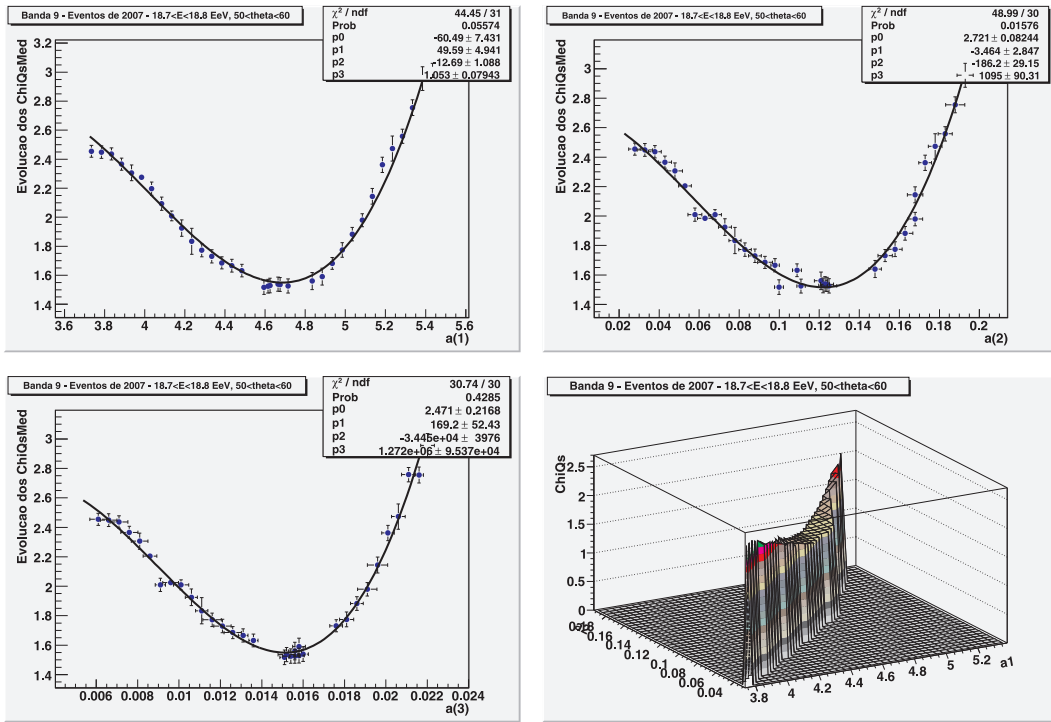 Banda 9 - Eventos de 2007 - 18.7<E<18.8 EeV, 50<theta<60
χ² / ndf 44.45 / 31
Prob 0.05574
p0 -60.49 ± 7.431
p1 49.59 ± 4.941
p2 -12.69 ± 1.088
p3 1.053 ± 0.07943
Evolucao dos ChiQsMed
3.2
3
2.8
2.6
2.4
2.2
2
1.8
1.6
1.4
3.6 3.8 4 4.2 4.4 4.6 4.8 5 5.2 5.4 5.6
a(1)
Banda 9 - Eventos de 2007 - 18.7<E<18.8 EeV, 50<theta<60
χ² / ndf 48.99 / 30
Prob 0.01576
p0 2.721 ± 0.08244
p1 -3.464 ± 2.847
p2 -186.2 ± 29.15
p3 1095 ± 90.31
Evolucao dos ChiQsMed
3.2
3
2.8
2.6
2.4
2.2
2
1.8
1.6
1.4
0.02 0.04 0.06 0.08 0.1 0.12 0.14 0.16 0.18 0.2
a(2)
Banda 9 - Eventos de 2007 - 18.7<E<18.8 EeV, 50<theta<60
χ² / ndf 30.74 / 30
Prob 0.4285
p0 2.471 ± 0.2168
p1 169.2 ± 52.43
p2 -3.445e+04 ± 3976
p3 1.272e+06 ± 9.537e+04
Evolucao dos ChiQsMed
3
2.8
2.6
2.4
2.2
2
1.8
1.6
1.4
0.006 0.008 0.01 0.012 0.014 0.016 0.018 0.02 0.022 0.024
a(3)
Banda 9 - Eventos de 2007 - 18.7<E<18.8 EeV, 50<theta<60
ChiQs
2.5
2
1.5
1
0.5
0
0.18
0.16
0.14
0.12
0.1
0.08
0.06
0.04
3.8 4 4.2 4.4 4.6 4.8 5 5.2 a1